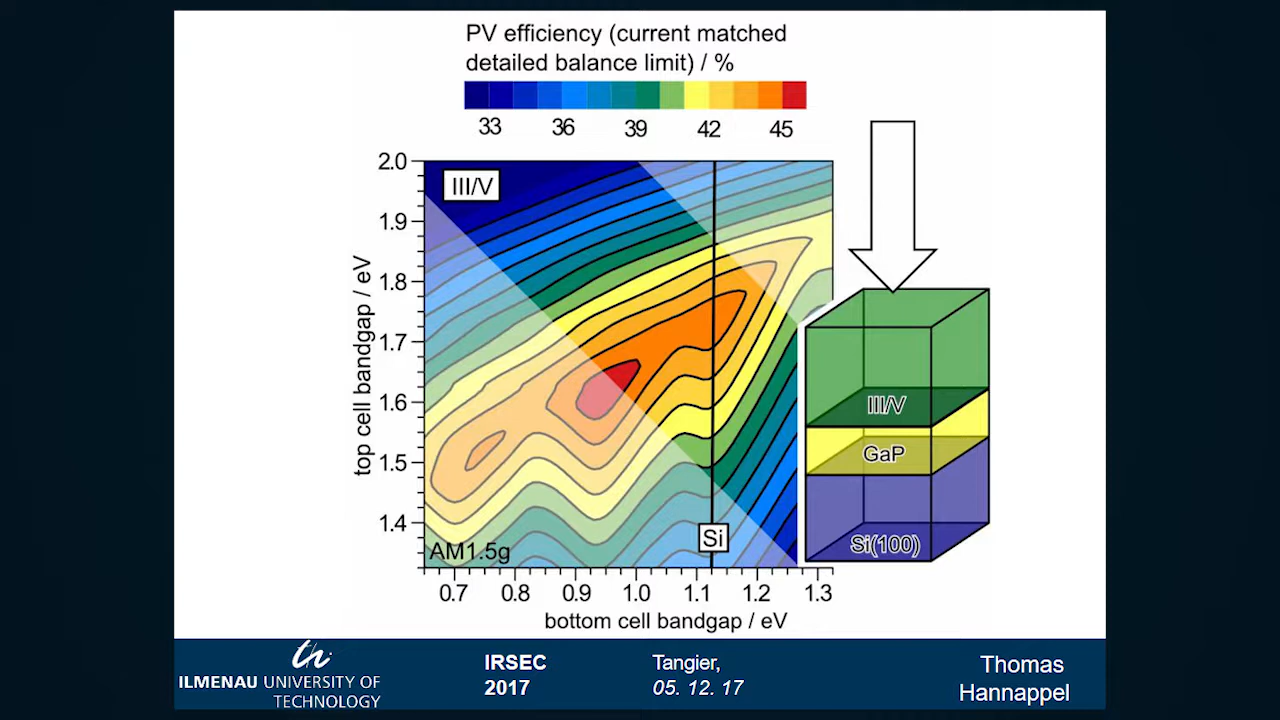 PV efficiency (current matched
detailed balance limit) / %
33 36 39 42 45
2.0
1.9
1.8
1.7
1.6
1.5
1.4
top cell bandgap / eV
III/V
Si
AM1.5g
0.7 0.8 0.9 1.0 1.1 1.2 1.3
bottom cell bandgap / eV
III/V
GaP
Si(100)
th
ILMENAU UNIVERSITY OF
TECHNOLOGY
IRSEC
2017
Tangier,
05. 12. 17
Thomas
Hannappel